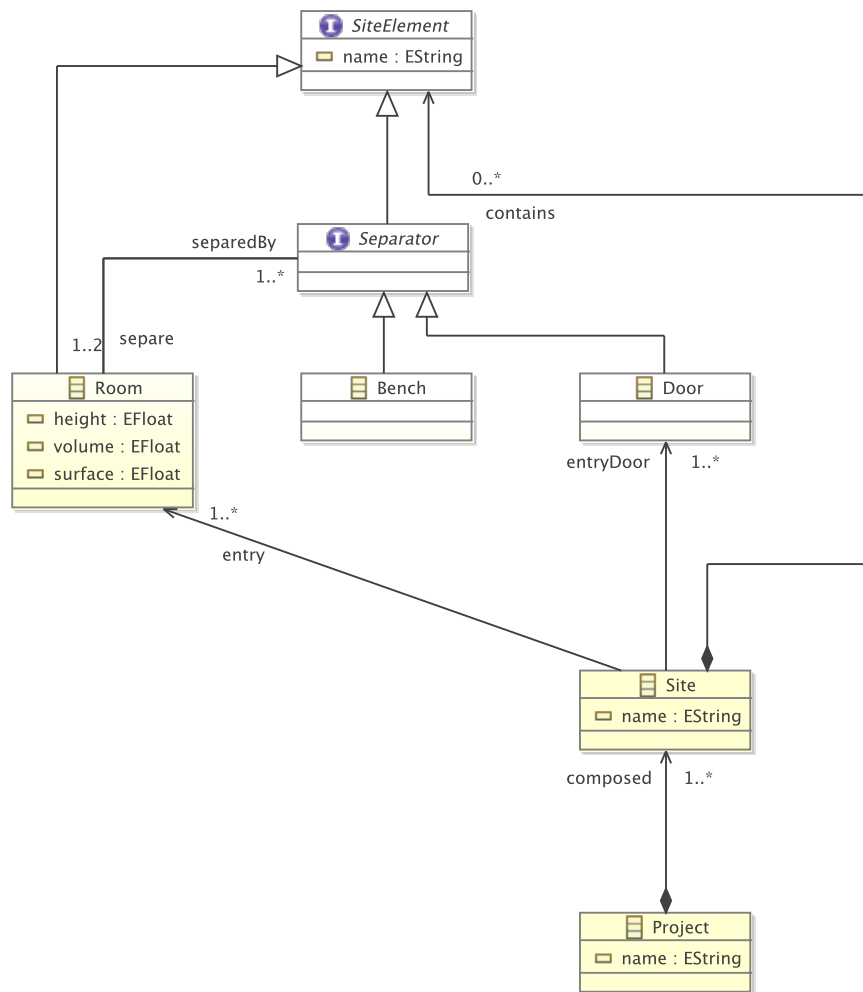 SiteElement
name : EString
0..*
contains
Separator
separedBy
1..*
1..2
separe
Room
height : EFloat
volume : EFloat
surface : EFloat
Bench
Door
entryDoor
1..*
1..*
entry
Site
name : EString
composed
1..*
Project
name : EString